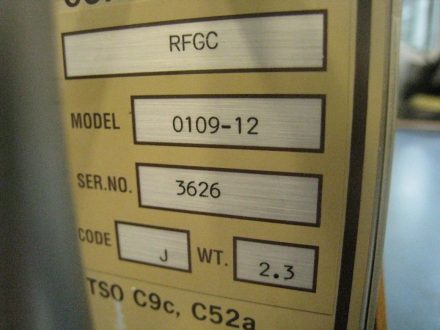 RFGC
MODEL 0109-12
SER.NO. 3626
CODE J WT. 2.3
TSO C9c, C52a